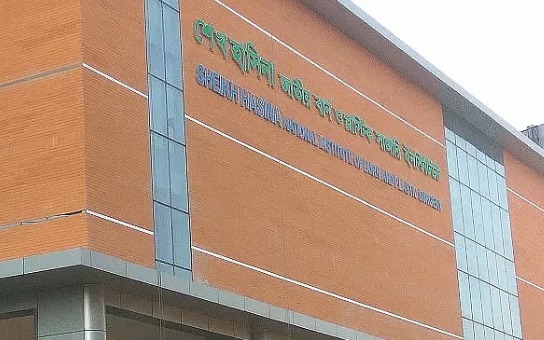 শেখ হাসিনা জাতীয় বার্ন ও প্লাস্টিক সার্জারি ইনস্টিটিউট
SHEIKH HASINA NATIONAL INSTITUTE OF BURN AND PLASTIC SURGERY